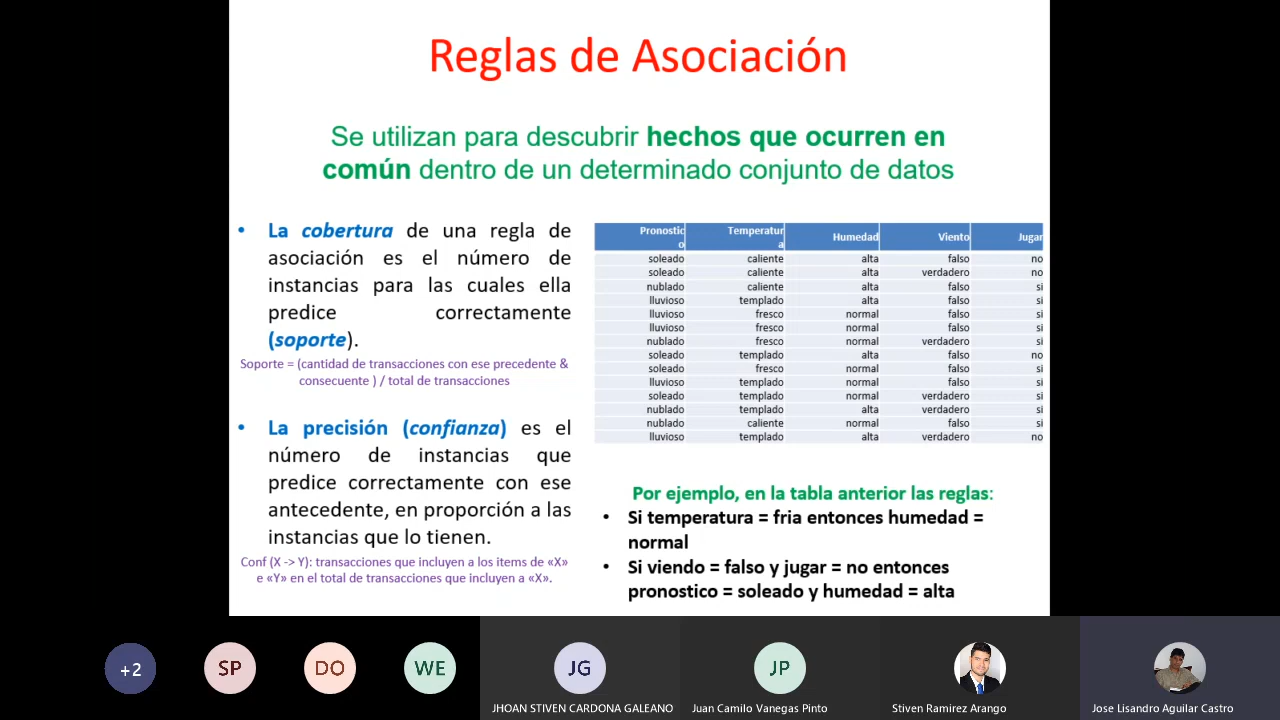 Reglas de Asociación
Se utilizan para descubrir hechos que ocurren en
común dentro de un determinado conjunto de datos
• La cobertura de una regla de
asociación es el número de
instancias para las cuales ella
predice correctamente
(soporte).
Soporte = (cantidad de transacciones con ese precedente &
consecuente ) / total de transacciones
• La precisión (confianza) es el
número de instancias que
predice correctamente con ese
antecedente, en proporción a las
instancias que lo tienen.
Conf (X -> Y): transacciones que incluyen a los items de «X»
e «Y» en el total de transacciones que incluyen a «X».
Pronostic
o Temperatur
a Humedad Viento Jugar
soleado caliente alta falso no
soleado caliente alta verdadero no
nublado caliente alta falso si
lluvioso templado alta falso si
lluvioso fresco normal falso si
lluvioso fresco normal falso si
nublado fresco normal verdadero si
soleado templado alta falso no
soleado fresco normal falso si
lluvioso templado normal falso si
soleado templado normal verdadero si
nublado templado alta verdadero si
nublado caliente normal falso si
lluvioso templado alta verdadero no
Por ejemplo, en la tabla anterior las reglas:
• Si temperatura = fria entonces humedad =
normal
• Si viendo = falso y jugar = no entonces
pronostico = soleado y humedad = alta
+2
SP
DO
WE
JG
JP
JHOAN STIVEN CARDONA GALEANO
Juan Camilo Vanegas Pinto
Stiven Ramirez Arango
Jose Lisandro Aguilar Castro